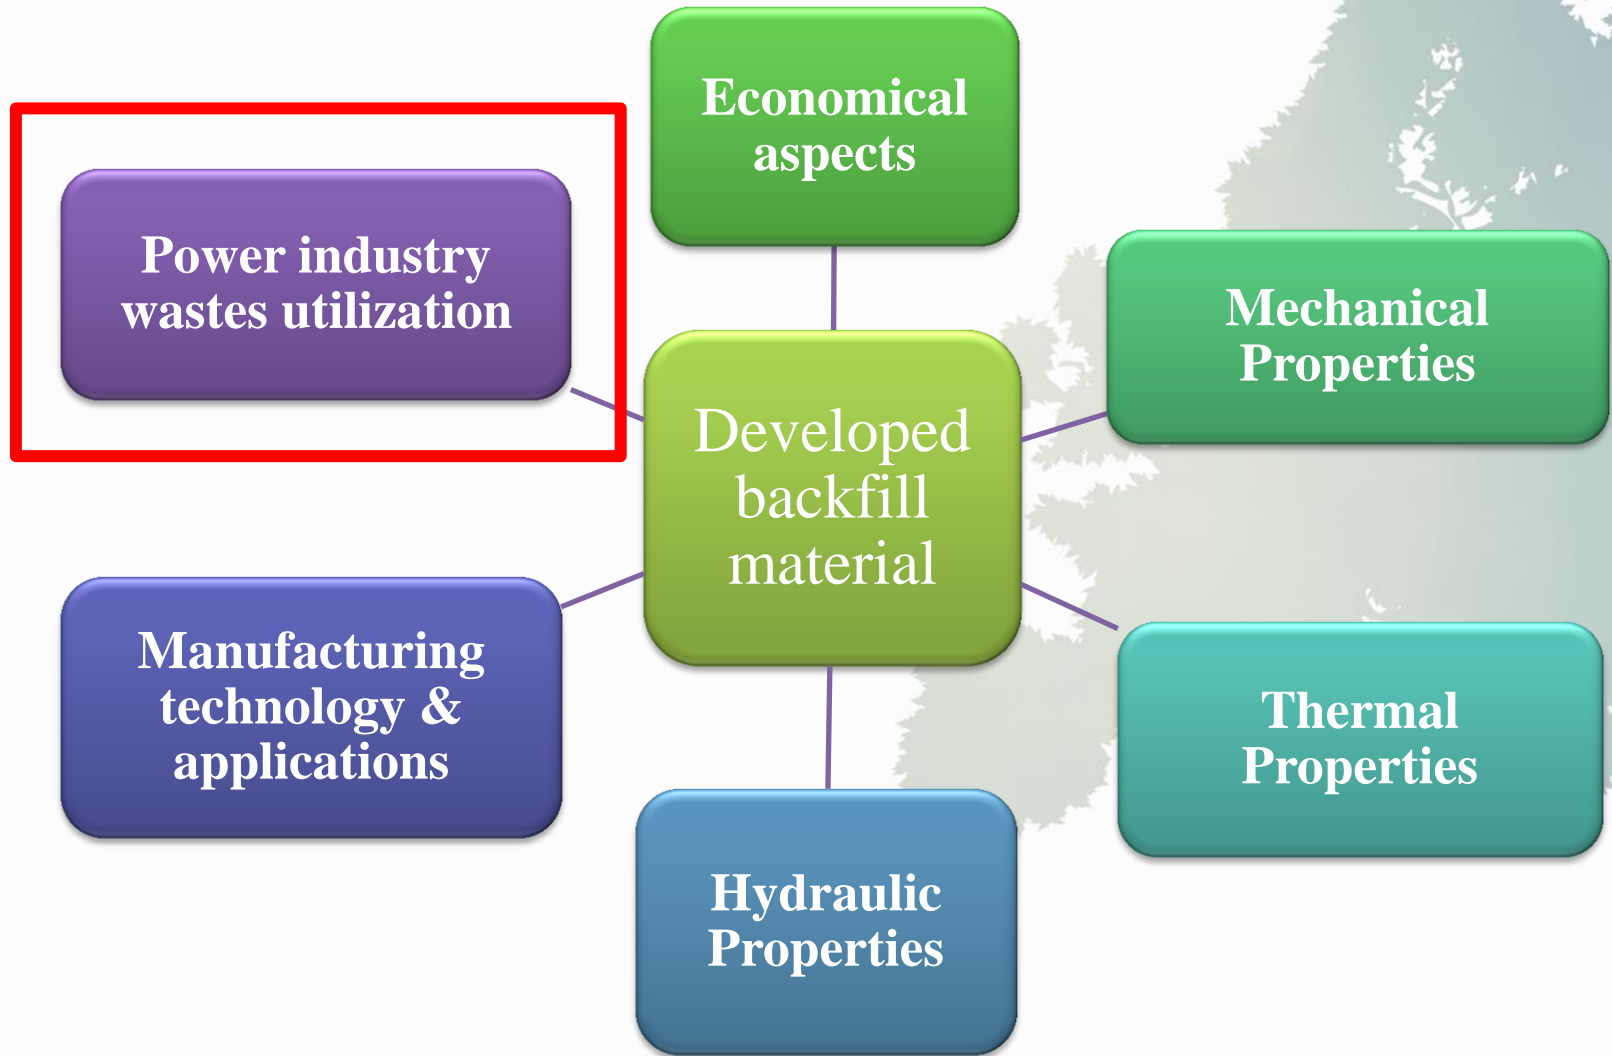 Economical
aspects
Power industry
wastes utilization
Mechanical
Properties
Developed
backfill
material
Manufacturing
technology &
applications
Thermal
Properties
Hydraulic
Properties